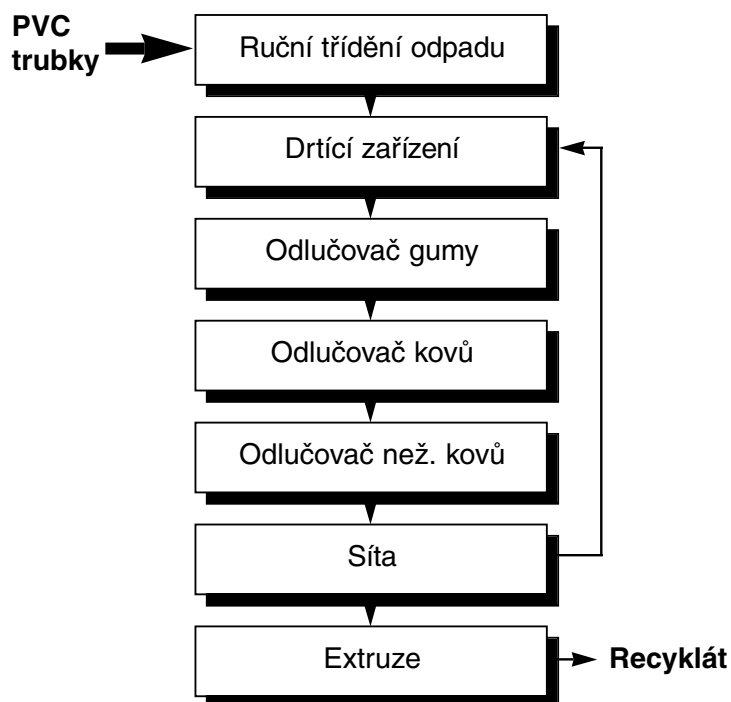 PVC
trubky
Ruční třídění odpadu
Drtící zařízení
Odlučovač gumy
Odlučovač kovů
Odlučovač než. kovů
Síta
Extruze
Recyklát